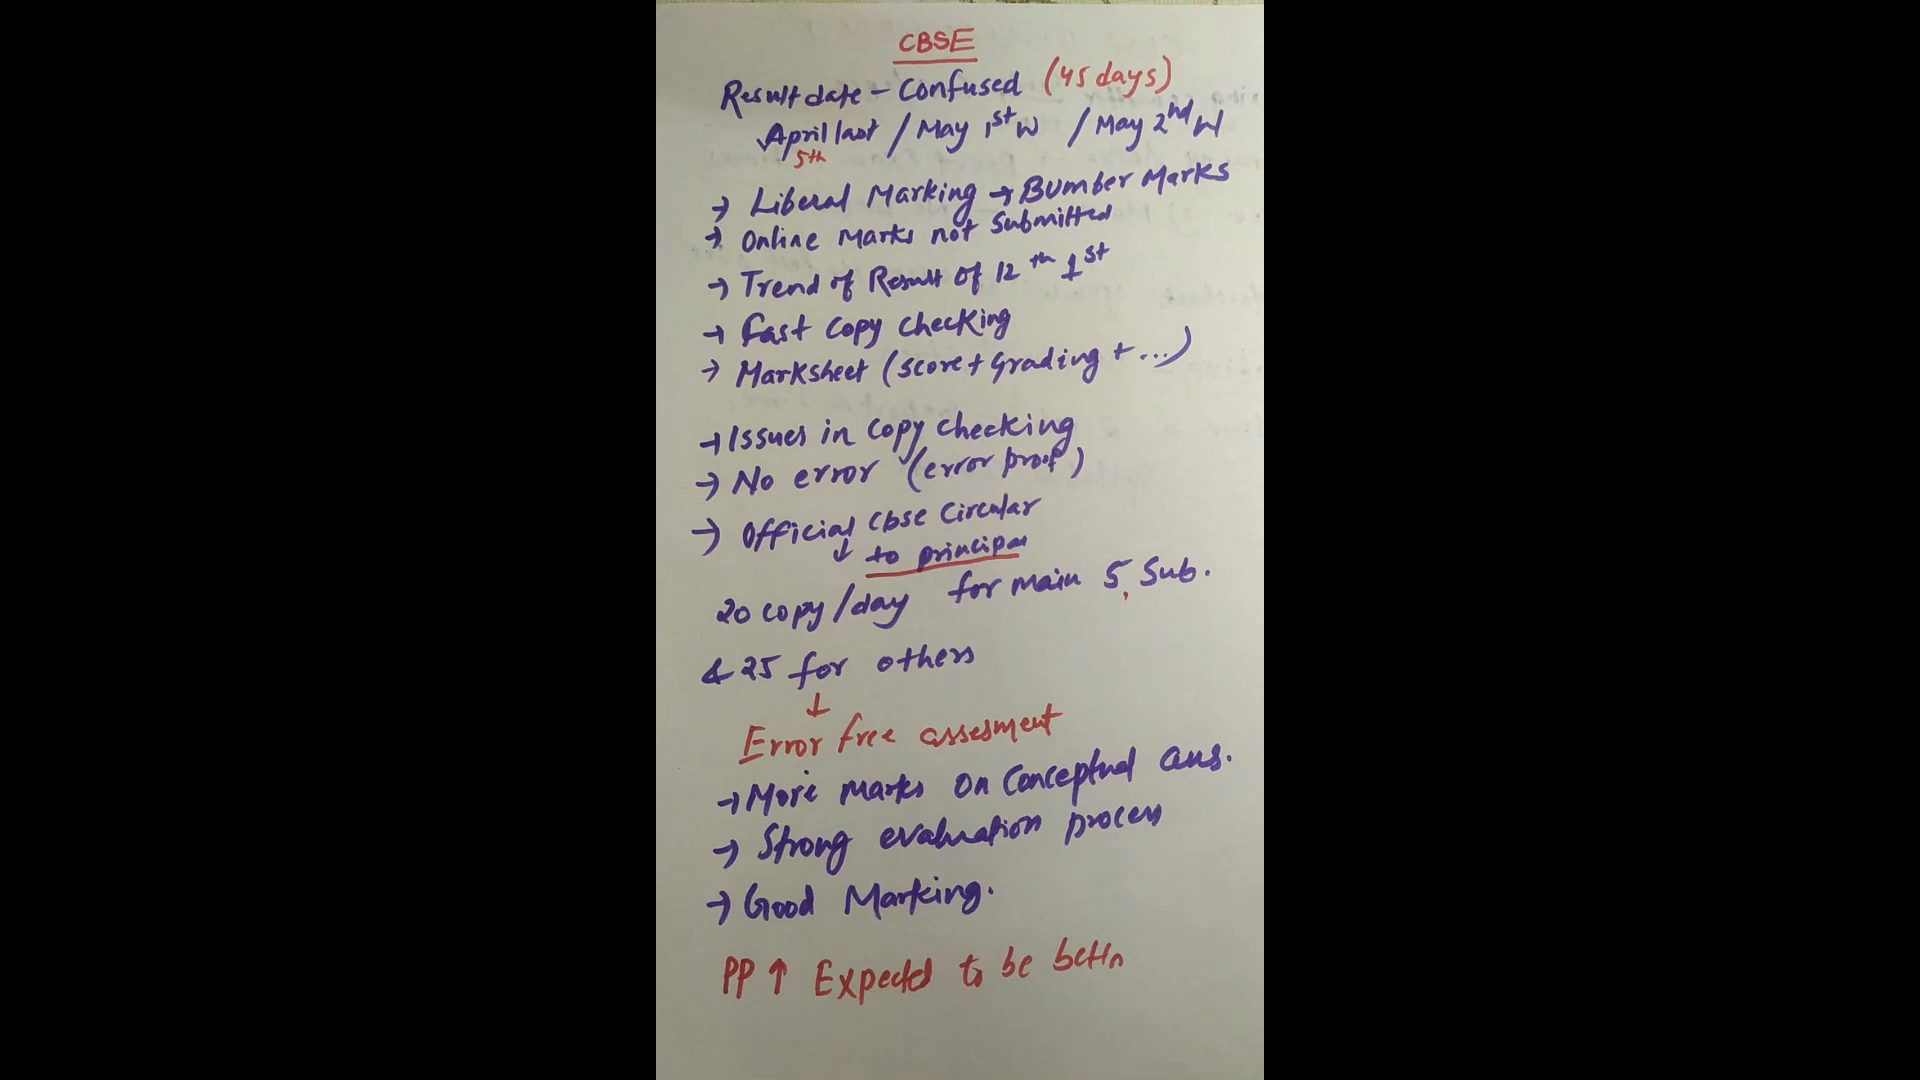 CBSE
Result date - Confused (45 days)
April last / May 1st W / May 2nd W
5th
→ Liberal Marking → Bumber Marks
→ Online Marks not Submitted
→ Trend of Result of 12th 1st
→ Fast Copy Checking
→ Marksheet (Score + Grading + ...)
→ Issues in Copy Checking
→ No error (error proof)
→ Official Cbse Circular
↓ to principal
20 copy/day for main 5 Sub.
& 25 for others
↓
Error free assesment
→ More marks on Conceptual ans.
→ Strong evaluation process
→ Good Marking.
PP ↑ Expected to be better